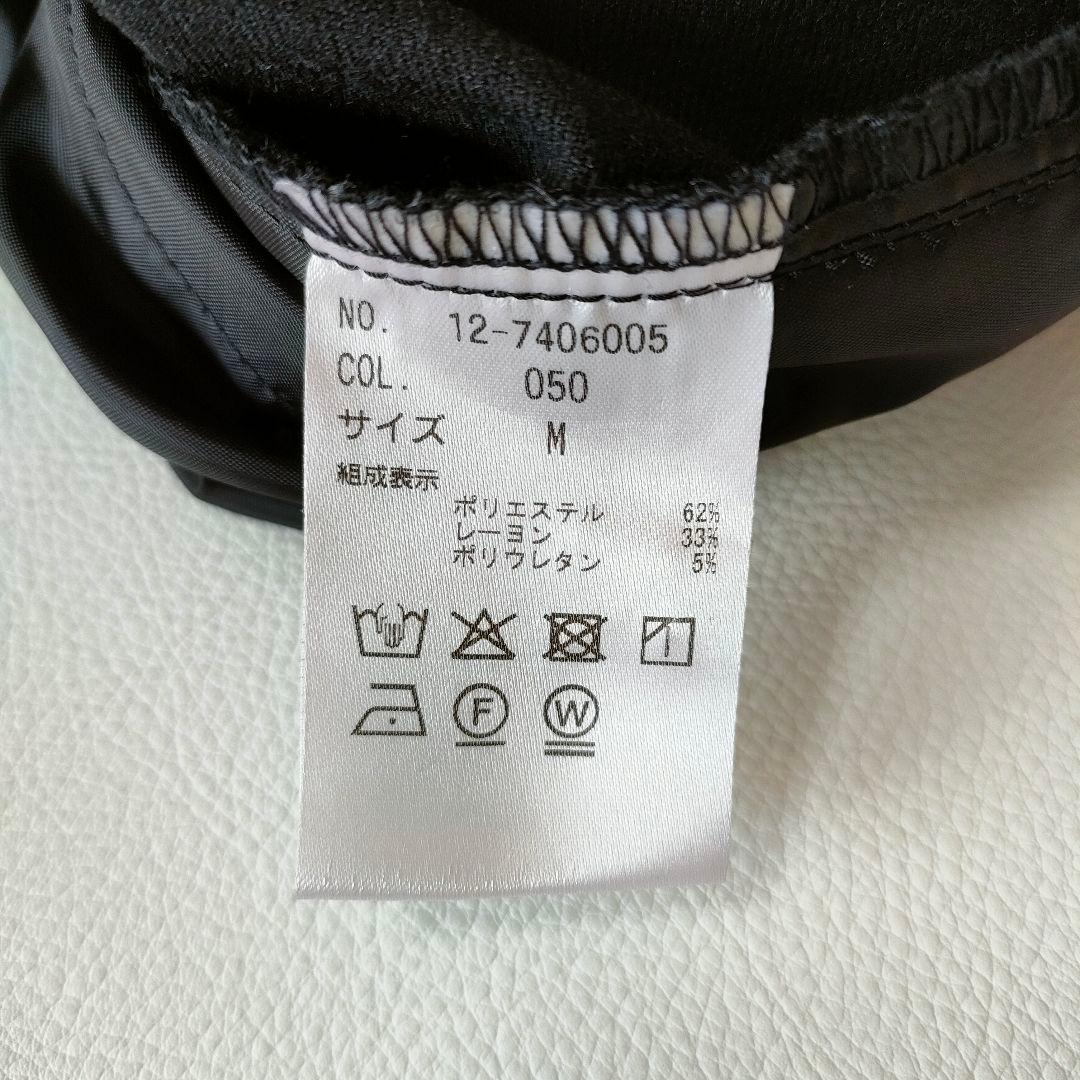 NO. 12-7406005
COL. 050
サイズ M
組成表示
ポリエステル 62%
レーヨン 33%
ポリウレタン 5%
F W